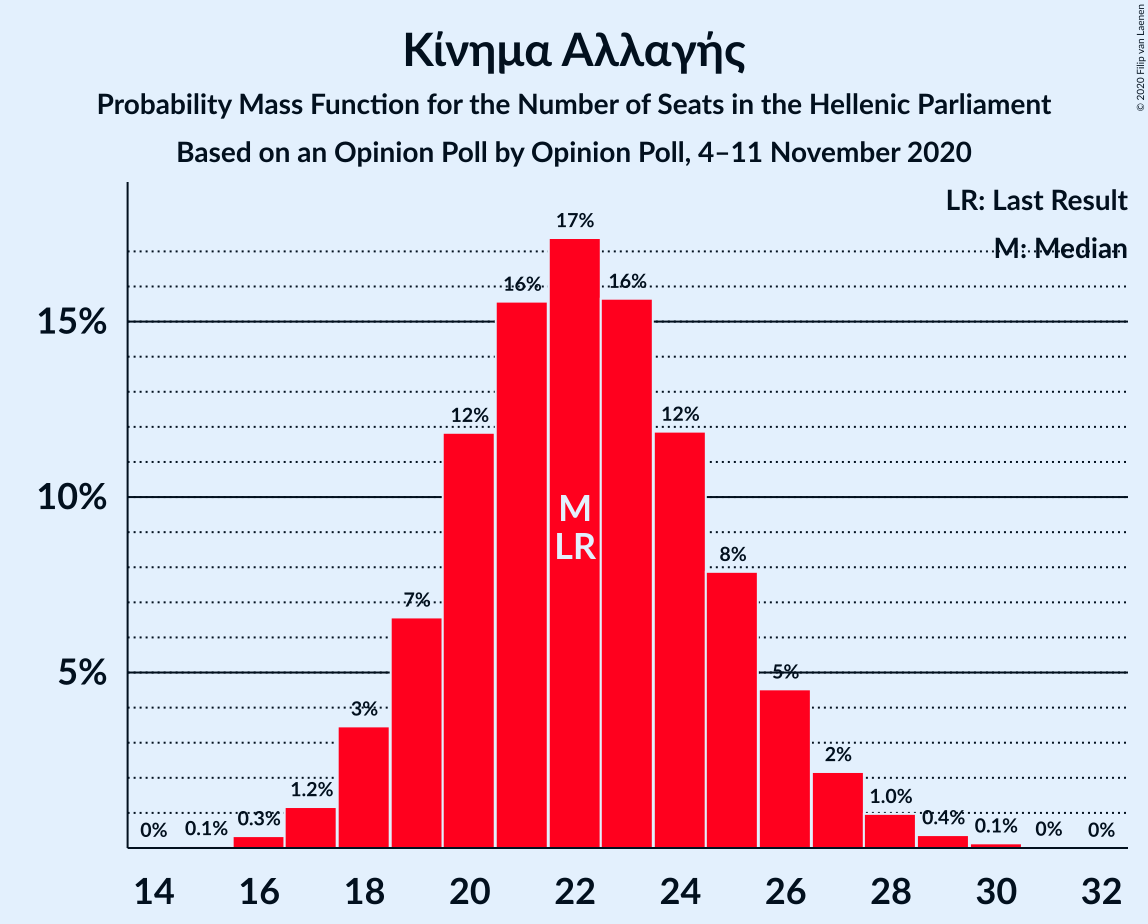 Κίνημα Αλλαγής
Probability Mass Function for the Number of Seats in the Hellenic Parliament
Based on an Opinion Poll by Opinion Poll, 4–11 November 2020
© 2020 Filip van Laenen
LR: Last Result
M: Median
17%
16%
16%
15%
12%
12%
10%
M
LR
8%
7%
5%
5%
3%
2%
1.2%
1.0%
0.3%
0.4%
0%
0.1%
0.1%
0%
0%
14 16 18 20 22 24 26 28 30 32